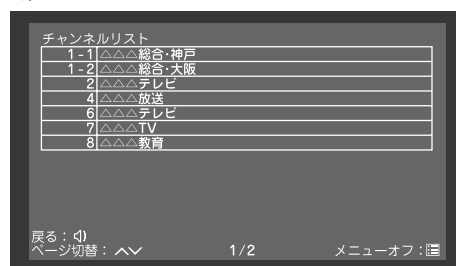 チャンネルリスト
1-1 △△△総合・神戸
1-2 △△△総合・大阪
2 △△△テレビ
4 △△△放送
6 △△△テレビ
7 △△△TV
8 △△△教育
戻る：
ページ切替： 1/2 メニューオフ：